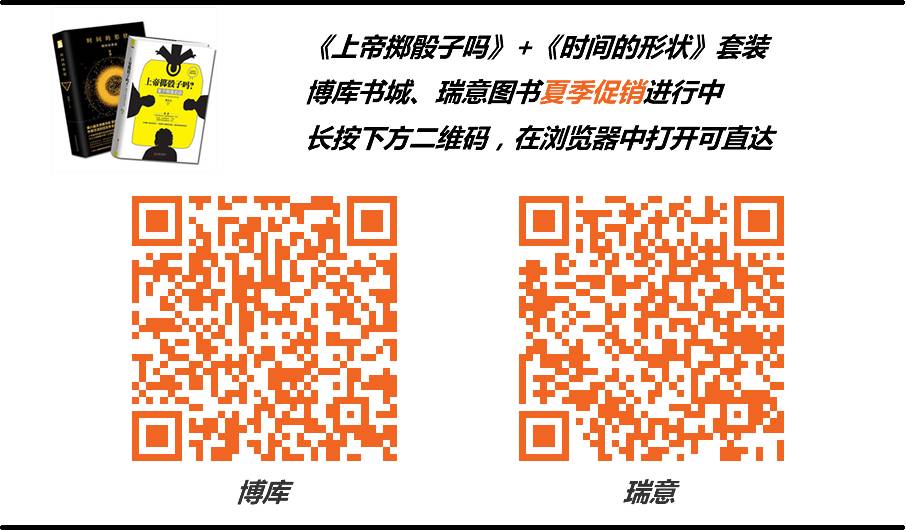 《上帝掷骰子吗》+《时间的形状》套装
博库书城、瑞意图书夏季促销进行中
长按下方二维码，在浏览器中打开可直达
时间的形状
上帝掷骰子吗?
博库
瑞意